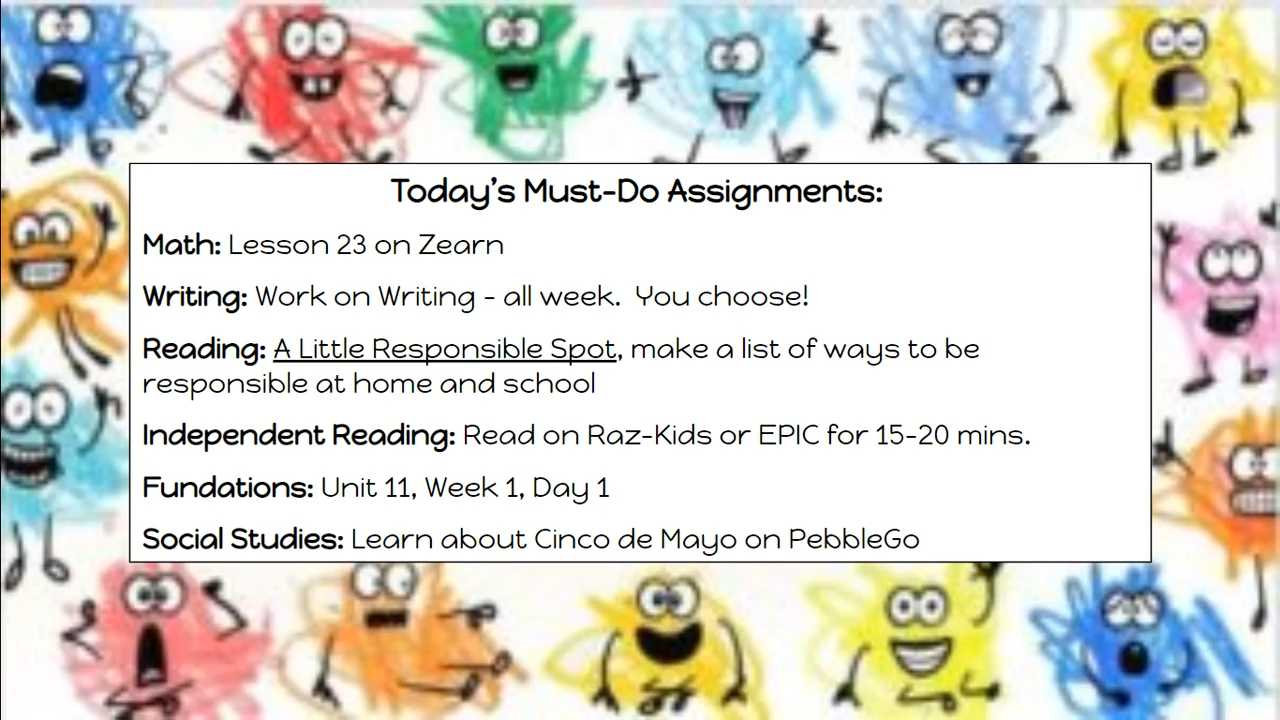 Today's Must-Do Assignments:
Math: Lesson 23 on Zearn
Writing: Work on Writing - all week.  You choose!
Reading: A Little Responsible Spot, make a list of ways to be
responsible at home and school
Independent Reading: Read on Raz-Kids or EPIC for 15-20 mins.
Fundations: Unit 11, Week 1, Day 1
Social Studies: Learn about Cinco de Mayo on PebbleGo